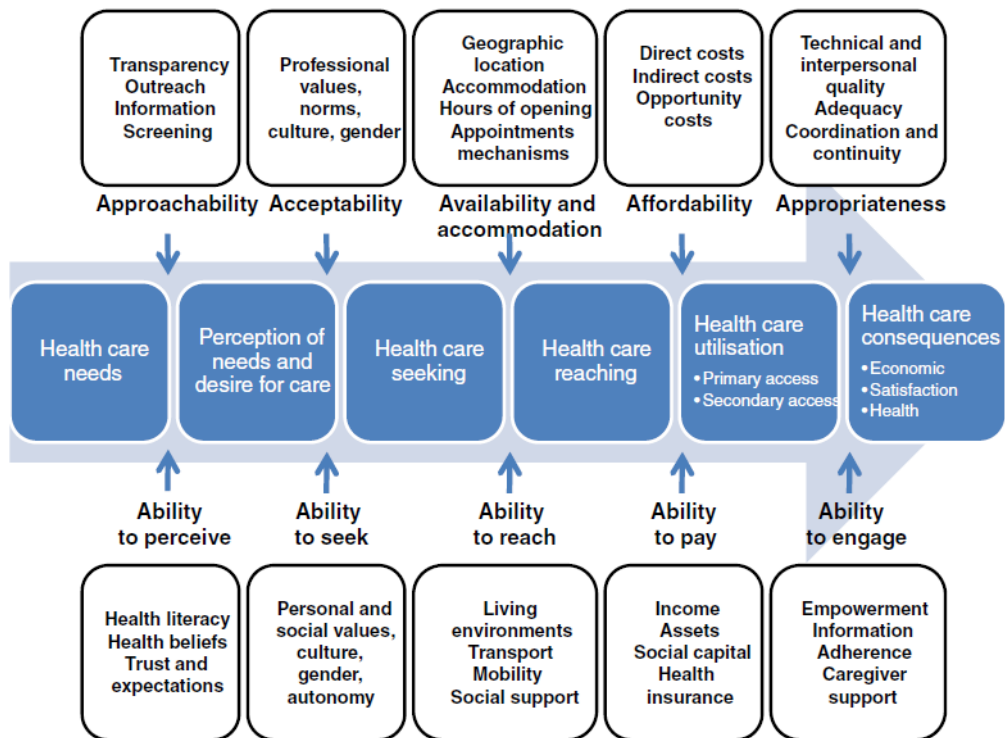 Transparency
Outreach
Information
Screening
Professional
values,
norms,
culture, gender
Geographic
location
Accommodation
Hours of opening
Appointments
mechanisms
Direct costs
Indirect costs
Opportunity
costs
Technical and
interpersonal
quality
Adequacy
Coordination and
continuity
Approachability
Acceptability
Availability and
accommodation
Affordability
Appropriateness
Health care
needs
Perception of
needs and
desire for care
Health care
seeking
Health care
reaching
Health care
utilisation
• Primary access
• Secondary access
Health care
consequences
• Economic
• Satisfaction
• Health
Ability
to perceive
Ability
to seek
Ability
to reach
Ability
to pay
Ability
to engage
Health literacy
Health beliefs
Trust and
expectations
Personal and
social values,
culture,
gender,
autonomy
Living
environments
Transport
Mobility
Social support
Income
Assets
Social capital
Health
insurance
Empowerment
Information
Adherence
Caregiver
support